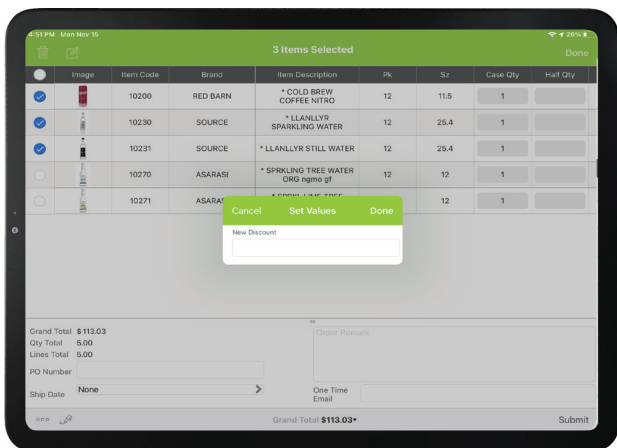 4:51 PM Mon Nov 15
26%
3 Items Selected
Done
Image Item Code Brand Item Description Pk Sz Case Qty Half Qty
10200 RED BARN * COLD BREW COFFEE NITRO 12 11.5 1
10230 SOURCE * LLANLLYR SPARKLING WATER 12 25.4 1
10231 SOURCE * LLANLLYR STILL WATER 12 25.4 1
10270 ASARASI * SPRKLING TREE WATER ORG ngmo gf 12 12 1
10271 12 1
Cancel Set Values Done
New Discount
Grand Total $ 113.03
Qty Total 5.00
Lines Total 5.00
PO Number
Ship Date None
Order Remark
One Time Email
Grand Total $113.03
Submit